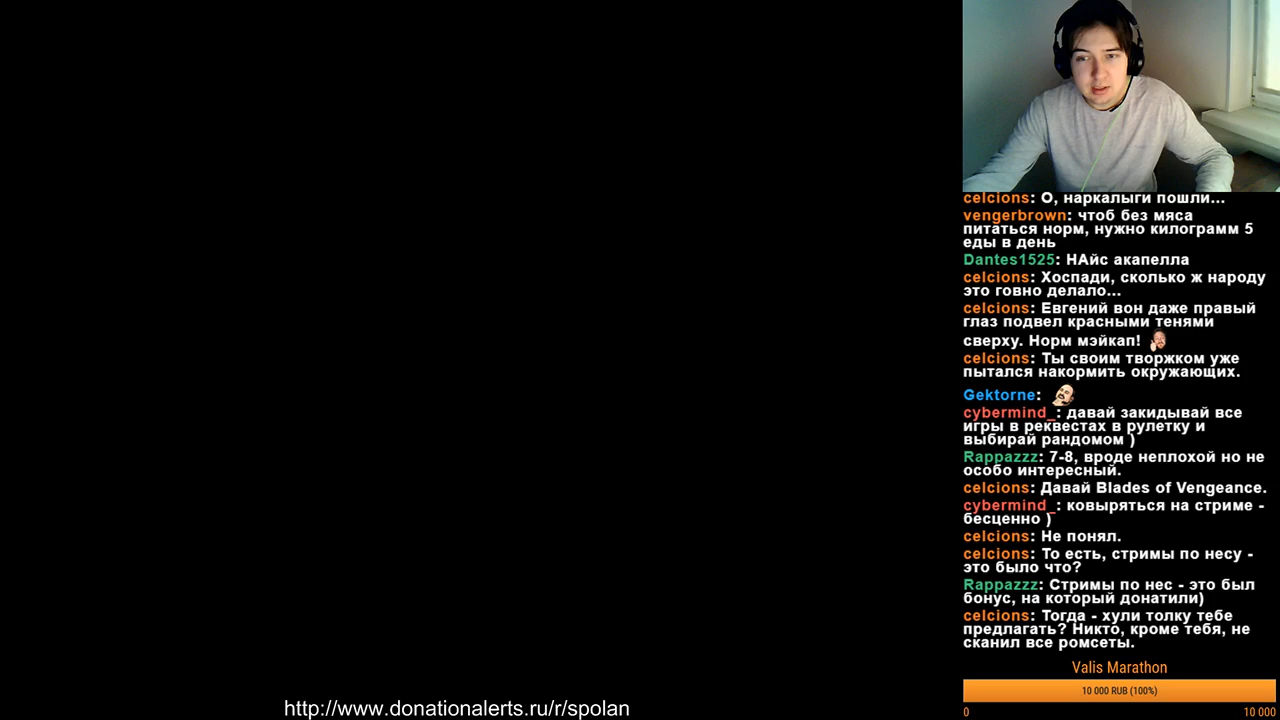 celcions: О, наркалыги пошли...
vengerbrown: чтоб без мяса
питаться норм, нужно килограмм 5
еды в день
Dantes1525: НАйс акапелла
celcions: Хоспади, сколько ж народу
это говно делало...
celcions: Евгений вон даже правый
глаз подвел красными тенями
сверху. Норм мэйкап!
celcions: Ты своим творжком уже
пытался накормить окружающих.
Gektorne:
cybermind_: давай закидывай все
игры в реквестах в рулетку и
выбирай рандомом )
Rappazzz: 7-8, вроде неплохой но не
особо интересный.
celcions: Давай Blades of Vengeance.
cybermind_: ковыряться на стриме -
бесценно )
celcions: Не понял.
celcions: То есть, стримы по несу -
это было что?
Rappazzz: Стримы по нес - это был
бонус, на который донатили)
celcions: Тогда - хули толку тебе
предлагать? Никто, кроме тебя, не
сканил все ромсеты.
Valis Marathon
10 000 RUB (100%)
0 10 000
http://www.donationalerts.ru/r/spolan